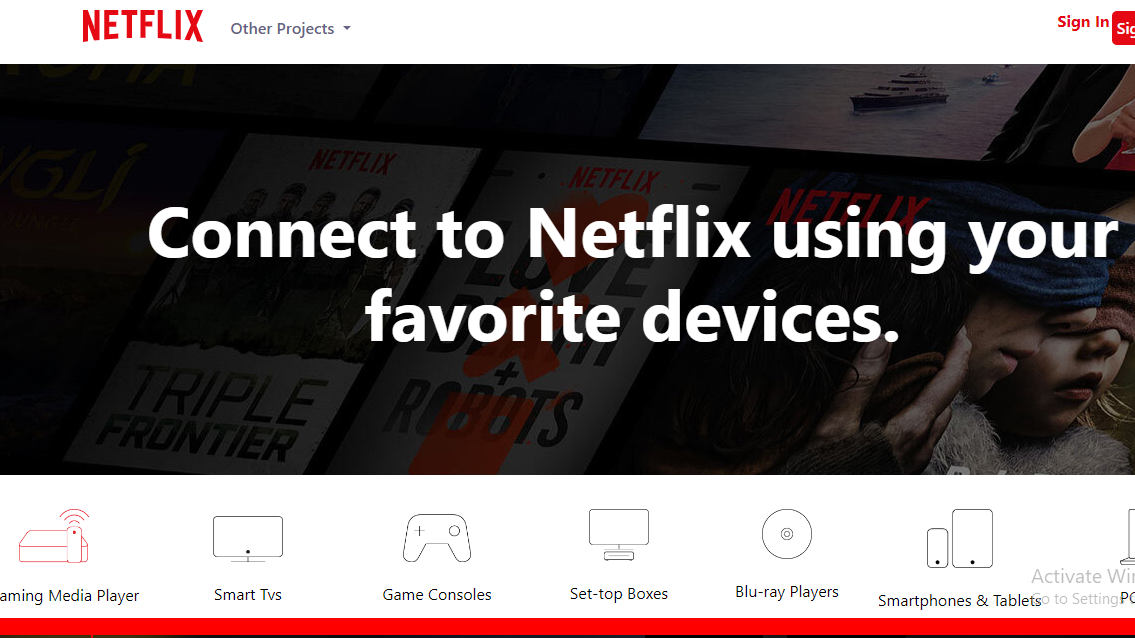 NETFLIX
Other Projects
Sign In
Sig
NETFLIX
NETFLIX
NETFLIX
Connect to Netflix using your
favorite devices.
LOVE
DEATH
+
ROBOTS
TRIPLE
FRONTIER
aming Media Player
Smart Tvs
Game Consoles
Set-top Boxes
Blu-ray Players
Smartphones & Tablets
PC
Activate Win
Go to Settings